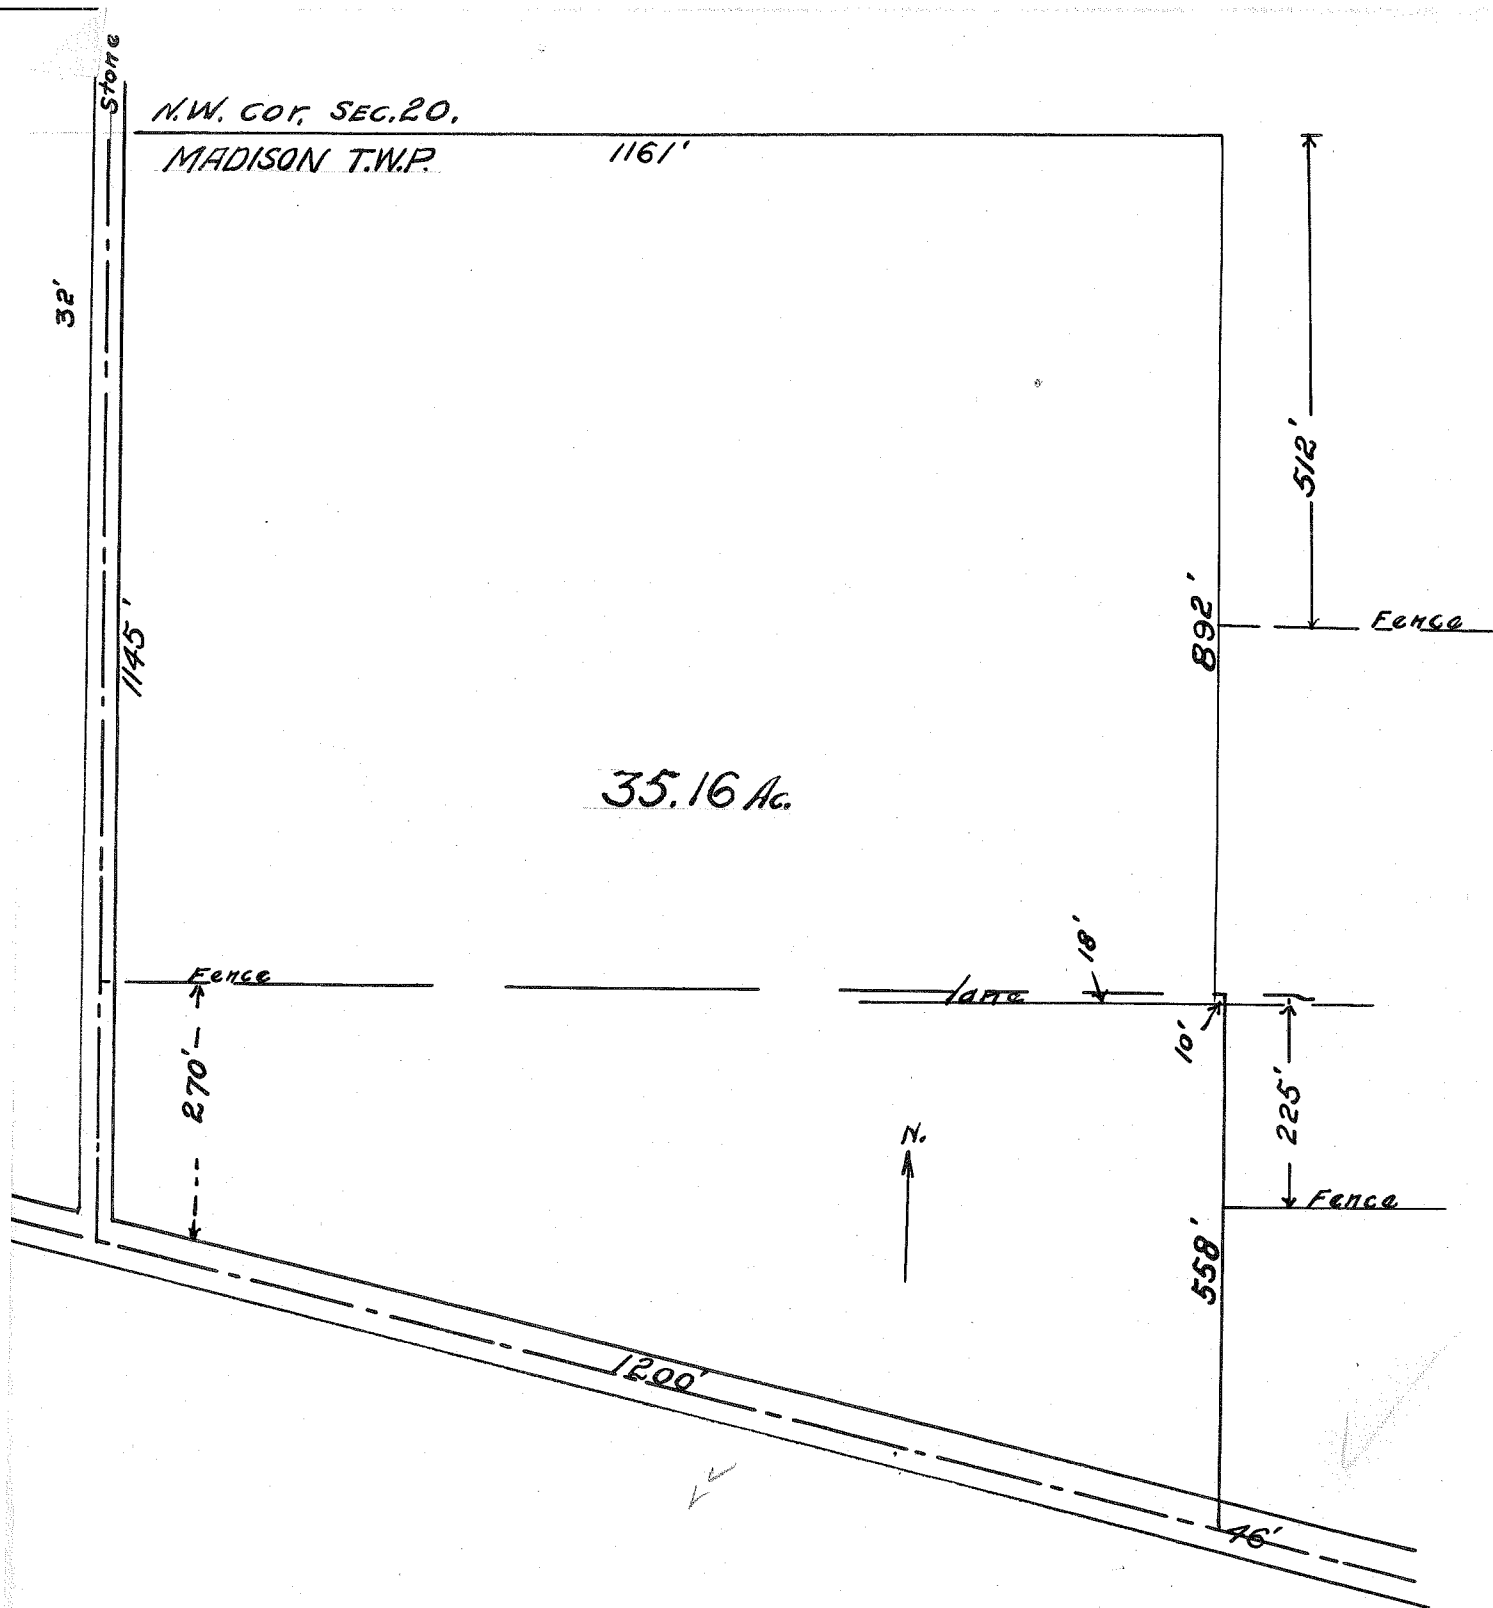 Stone
N.W. Cor. SEC. 20.
MADISON T.W.P.
1161'
32'
512'
1145'
892'
Fence
35.16 Ac.
18'
Fence
lane
10'
270'
225'
N.
Fence
558'
1200'
46'